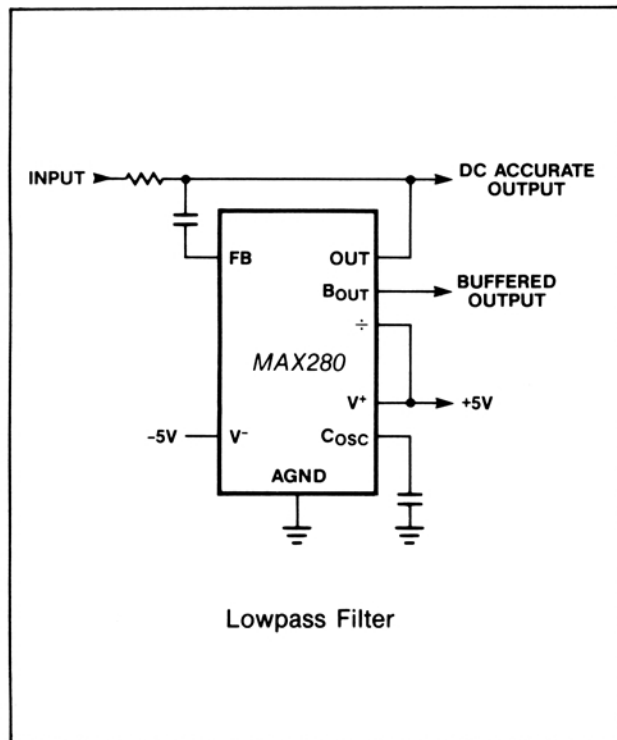 INPUT
DC ACCURATE
OUTPUT
FB
OUT
BOUT
BUFFERED
OUTPUT
÷
MAX280
V+
+5V
-5V
V-
COSC
AGND
Lowpass Filter